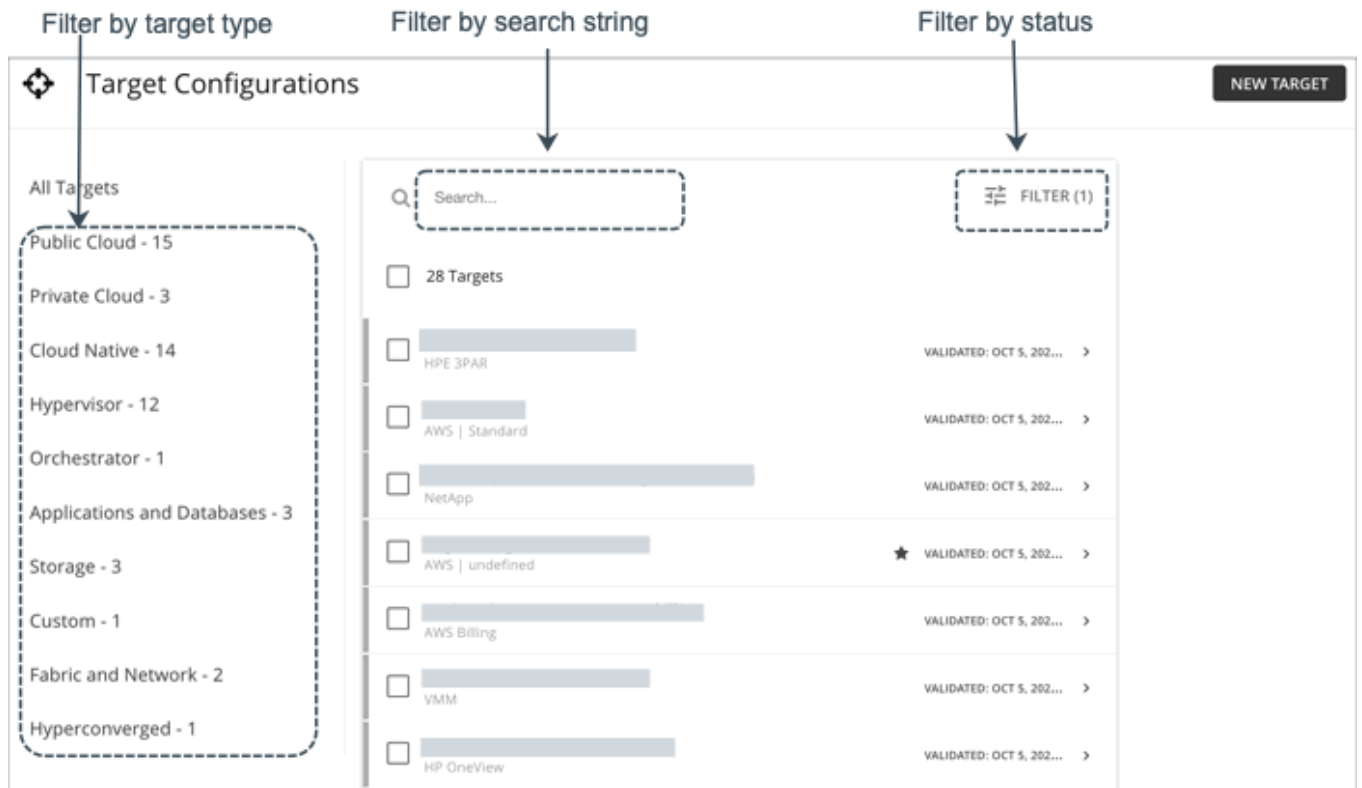 Filter by target type
Filter by search string
Filter by status
Target Configurations
NEW TARGET
All Targets
Public Cloud - 15
Private Cloud - 3
Cloud Native - 14
Hypervisor - 12
Orchestrator - 1
Applications and Databases - 3
Storage - 3
Custom - 1
Fabric and Network - 2
Hyperconverged - 1
Search...
FILTER (1)
28 Targets
HPE 3PAR
VALIDATED: OCT 5, 202...
AWS | Standard
VALIDATED: OCT 5, 202...
NetApp
VALIDATED: OCT 5, 202...
AWS | undefined
VALIDATED: OCT 5, 202...
AWS Billing
VALIDATED: OCT 5, 202...
VMM
VALIDATED: OCT 5, 202...
HP OneView
VALIDATED: OCT 5, 202...